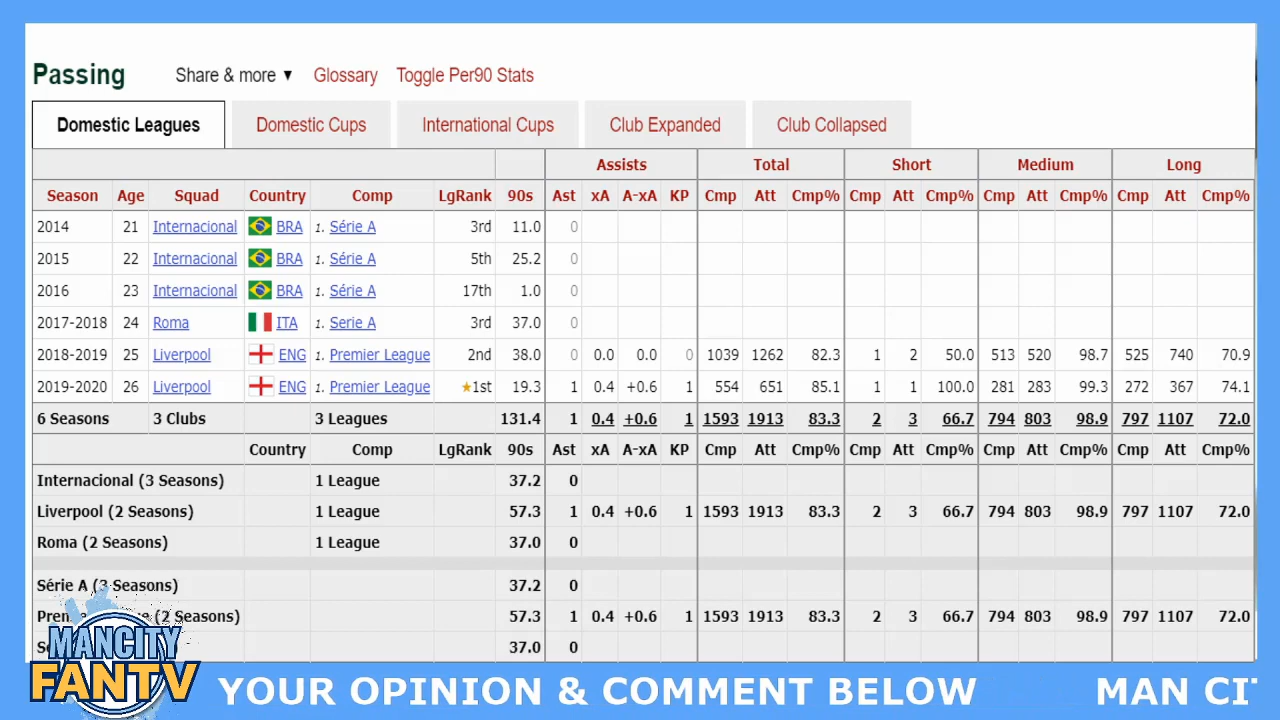 Passing Share & more ▼ Glossary Toggle Per90 Stats
Domestic Leagues Domestic Cups International Cups Club Expanded Club Collapsed
Assists Total Short Medium Long
Season Age Squad Country Comp LgRank 90s Ast xA A-xA KP Cmp Att Cmp% Cmp Att Cmp% Cmp Att Cmp% Cmp Att Cmp%
2014 21 Internacional BRA 1. Série A 3rd 11.0 0
2015 22 Internacional BRA 1. Série A 5th 25.2 0
2016 23 Internacional BRA 1. Série A 17th 1.0 0
2017-2018 24 Roma ITA 1. Serie A 3rd 37.0 0
2018-2019 25 Liverpool ENG 1. Premier League 2nd 38.0 0 0.0 0.0 0 1039 1262 82.3 1 2 50.0 513 520 98.7 525 740 70.9
2019-2020 26 Liverpool ENG 1. Premier League ★1st 19.3 1 0.4 +0.6 1 554 651 85.1 1 1 100.0 281 283 99.3 272 367 74.1
6 Seasons 3 Clubs 3 Leagues 131.4 1 0.4 +0.6 1 1593 1913 83.3 2 3 66.7 794 803 98.9 797 1107 72.0
Country Comp LgRank 90s Ast xA A-xA KP Cmp Att Cmp% Cmp Att Cmp% Cmp Att Cmp% Cmp Att Cmp%
Internacional (3 Seasons) 1 League 37.2 0
Liverpool (2 Seasons) 1 League 57.3 1 0.4 +0.6 1 1593 1913 83.3 2 3 66.7 794 803 98.9 797 1107 72.0
Roma (2 Seasons) 1 League 37.0 0
Série A (3 Seasons) 37.2 0
(2 Seasons) 57.3 1 0.4 +0.6 1 1593 1913 83.3 2 3 66.7 794 803 98.9 797 1107 72.0
37.0 0
MANCITY
FANTV
YOUR OPINION & COMMENT BELOW MAN CIT